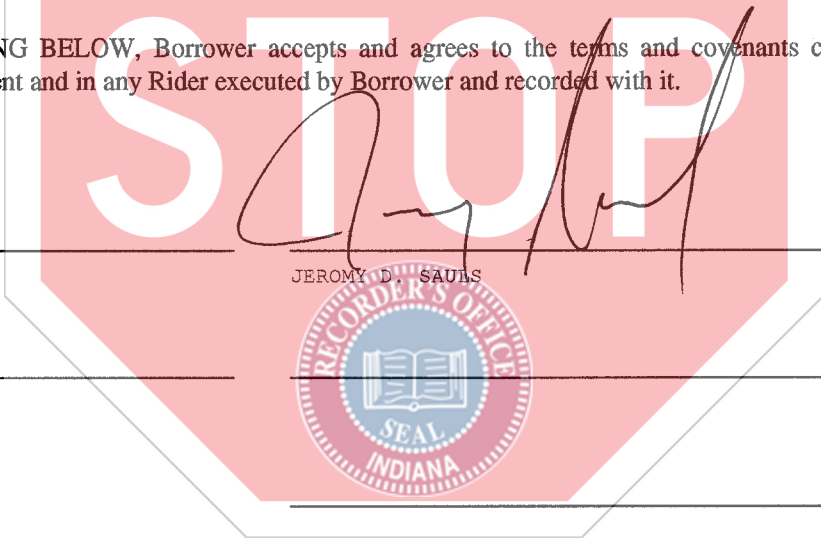 STOP
NG BELOW, Borrower accepts and agrees to the terms and covenants c
ent and in any Rider executed by Borrower and recorded with it.
JEROMY D. SAULS
RECORDER'S OFFICE
SEAL
INDIANA